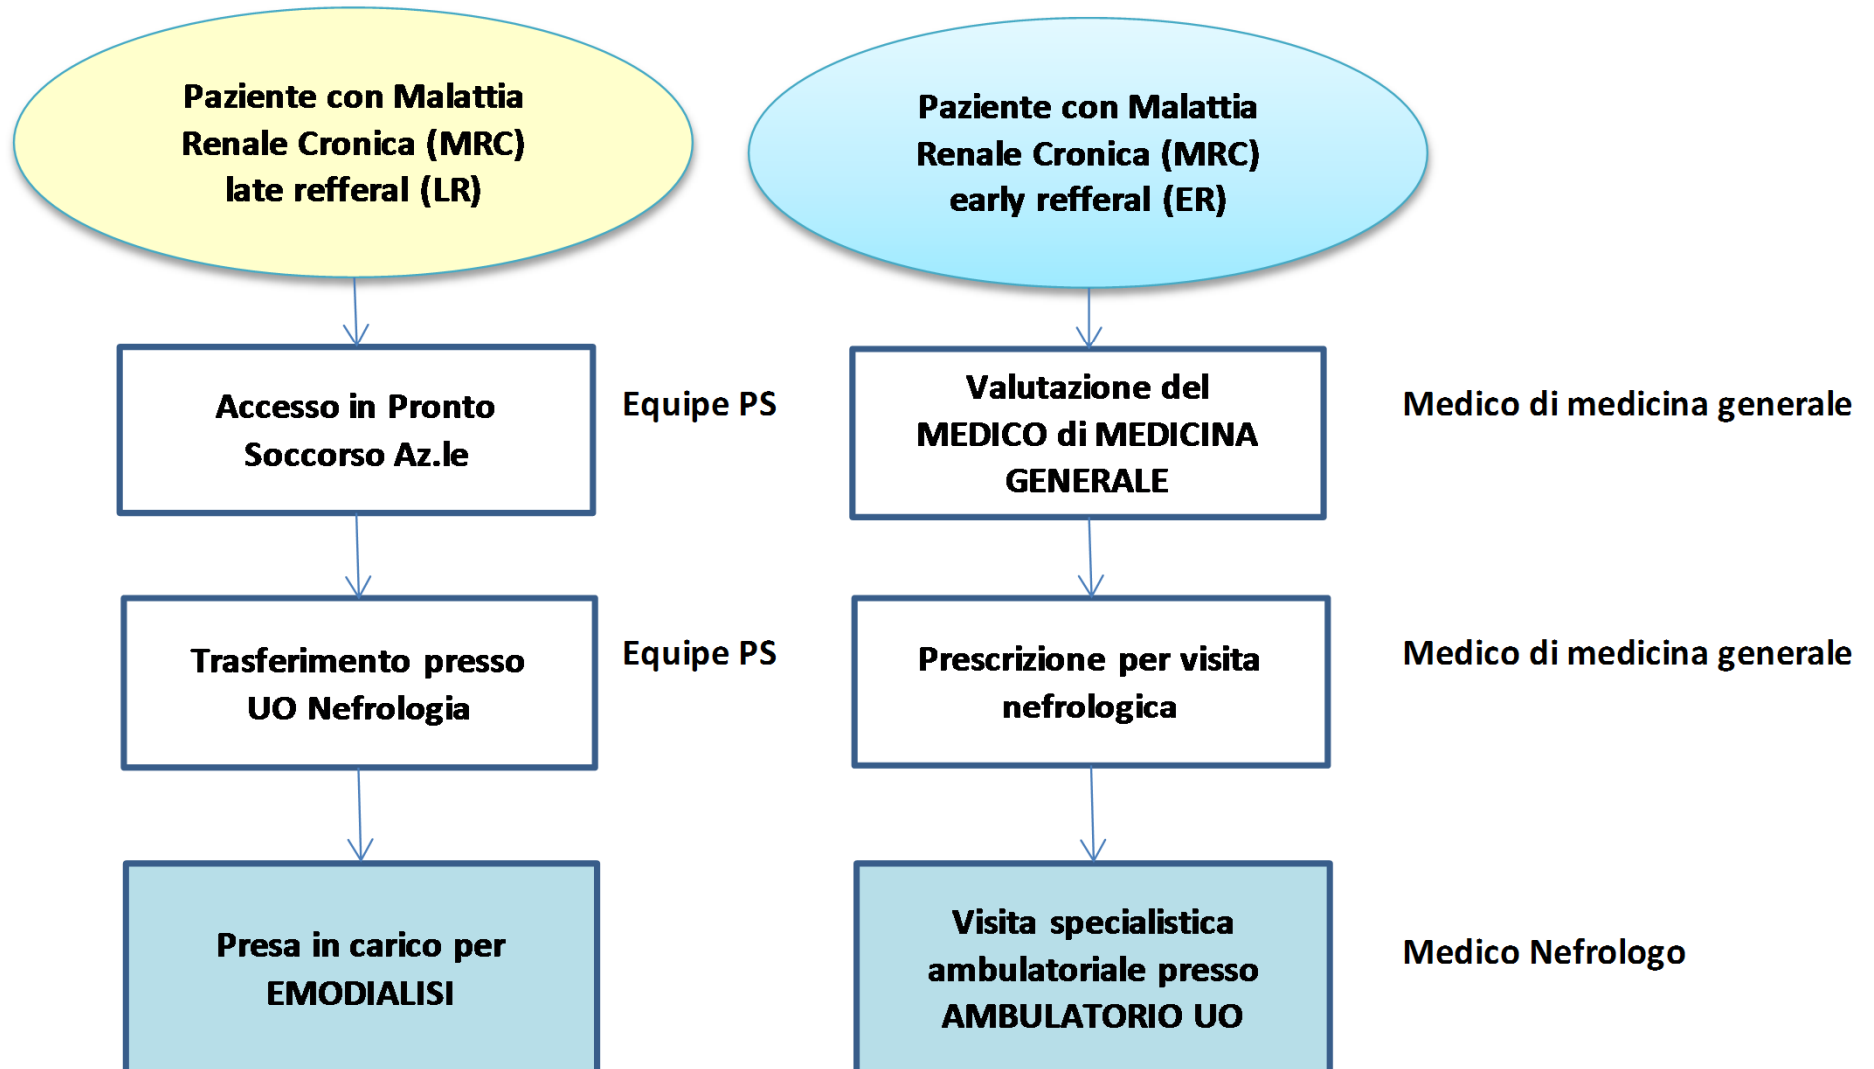 Paziente con Malattia
Renale Cronica (MRC)
late refferal (LR)
Paziente con Malattia
Renale Cronica (MRC)
early refferal (ER)
Accesso in Pronto
Soccorso Az.le
Equipe PS
Valutazione del
MEDICO di MEDICINA
GENERALE
Medico di medicina generale
Trasferimento presso
UO Nefrologia
Equipe PS
Prescrizione per visita
nefrologica
Medico di medicina generale
Presa in carico per
EMODIALISI
Visita specialistica
ambulatoriale presso
AMBULATORIO UO
Medico Nefrologo